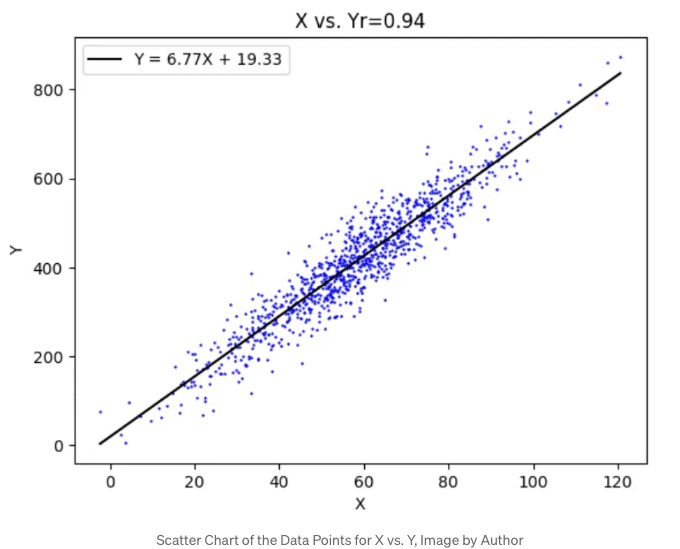 X vs. Yr=0.94
Y = 6.77X + 19.33
800
600
400
200
0
Y
0 20 40 60 80 100 120
X
Scatter Chart of the Data Points for X vs. Y, Image by Author